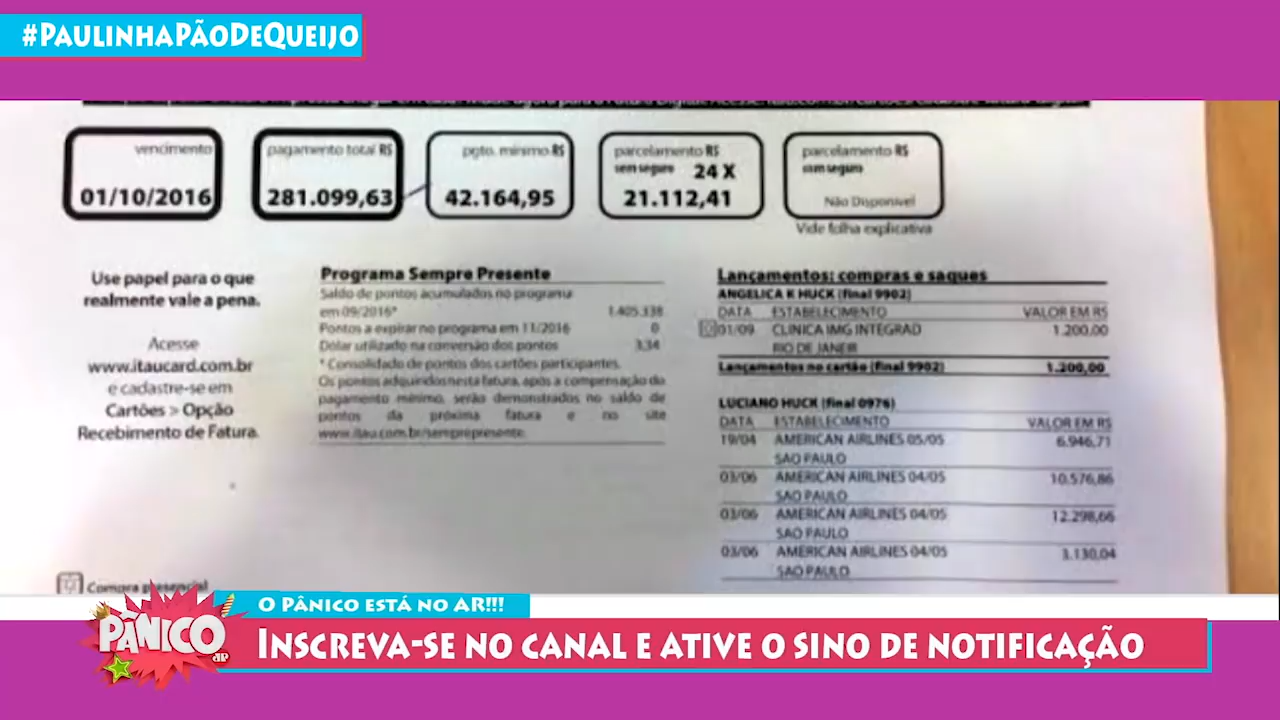 #PaulinhaPãoDeQueijo
vencimento
01/10/2016
pagamento total R$
281.099,63
pgto. mínimo R$
42.164,95
parcelamento R$
sem seguro 24 X
21.112,41
parcelamento R$
com seguro
Não Disponível
Vide folha explicativa
Use papel para o que
realmente vale a pena.
Acesse
www.itaucard.com.br
e cadastre-se em
Cartões > Opção
Recebimento de Fatura.
Programa Sempre Presente
Saldo de pontos acumulados no programa
em 09/2016* 1.405.338
Pontos a expirar no programa em 11/2016 0
Dólar utilizado na conversão dos pontos 3,34
* Consolidado de pontos dos cartões participantes.
Os pontos adquiridos nesta fatura, após a compensação do
pagamento mínimo, serão demonstrados no saldo de
pontos da próxima fatura e no site
www.itau.com.br/semprepresente
Lançamentos: compras e saques
ANGELICA K HUCK (final 9902)
DATA ESTABELECIMENTO VALOR EM R$
01/09 CLINICA IMG INTEGRAD 1.200,00
RIO DE JANEIR
Lançamentos no cartão (final 9902) 1.200,00
LUCIANO HUCK (final 0976)
DATA ESTABELECIMENTO VALOR EM R$
19/04 AMERICAN AIRLINES 05/05 6.946,71
SAO PAULO
03/06 AMERICAN AIRLINES 04/05 10.576,86
SAO PAULO
03/06 AMERICAN AIRLINES 04/05 12.298,66
SAO PAULO
03/06 AMERICAN AIRLINES 04/05 3.130,04
SAO PAULO
Compra presencial
O Pânico está no AR!!!
PÂNICO
JP
Inscreva-se no canal e ative o sino de notificação